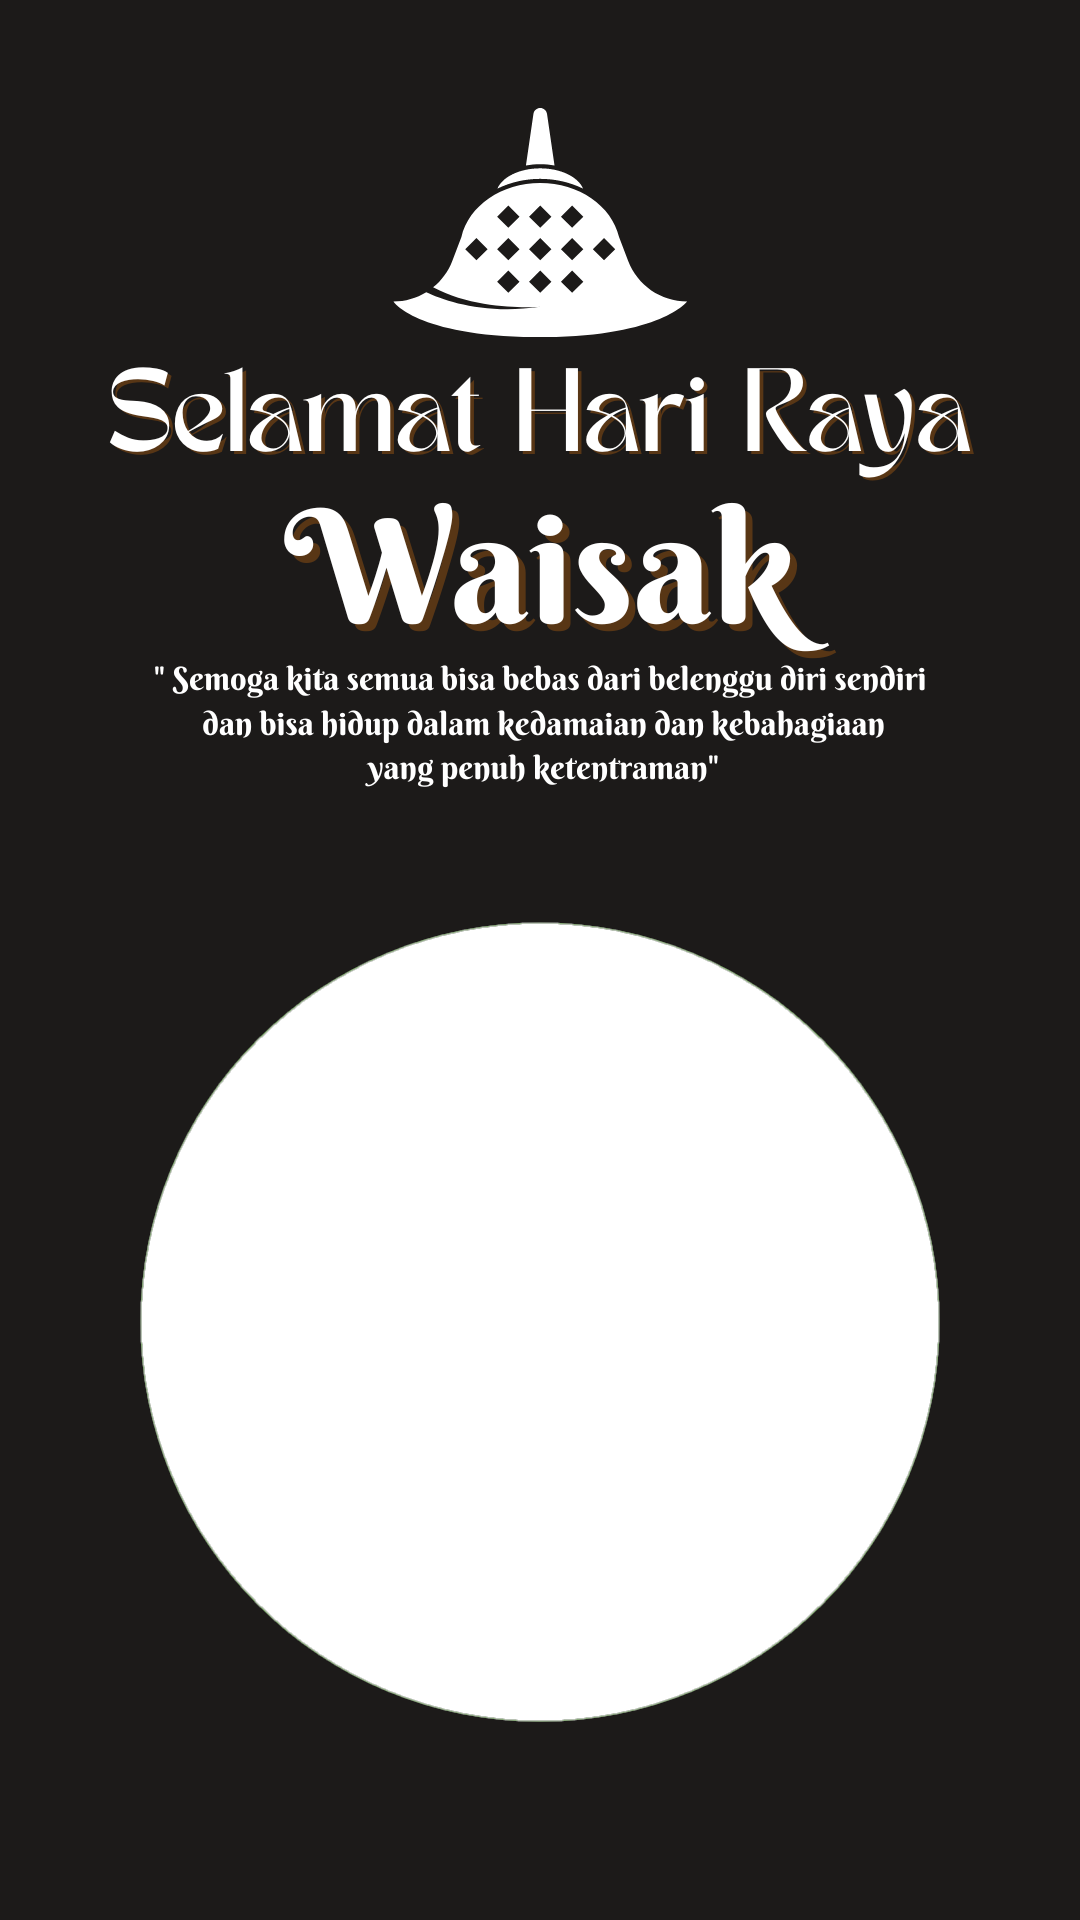 Selamat Hari Raya
Waisak
" Semoga kita semua bisa bebas dari belenggu diri sendiri
dan bisa hidup dalam kedamaian dan kebahagiaan
yang penuh ketentraman"